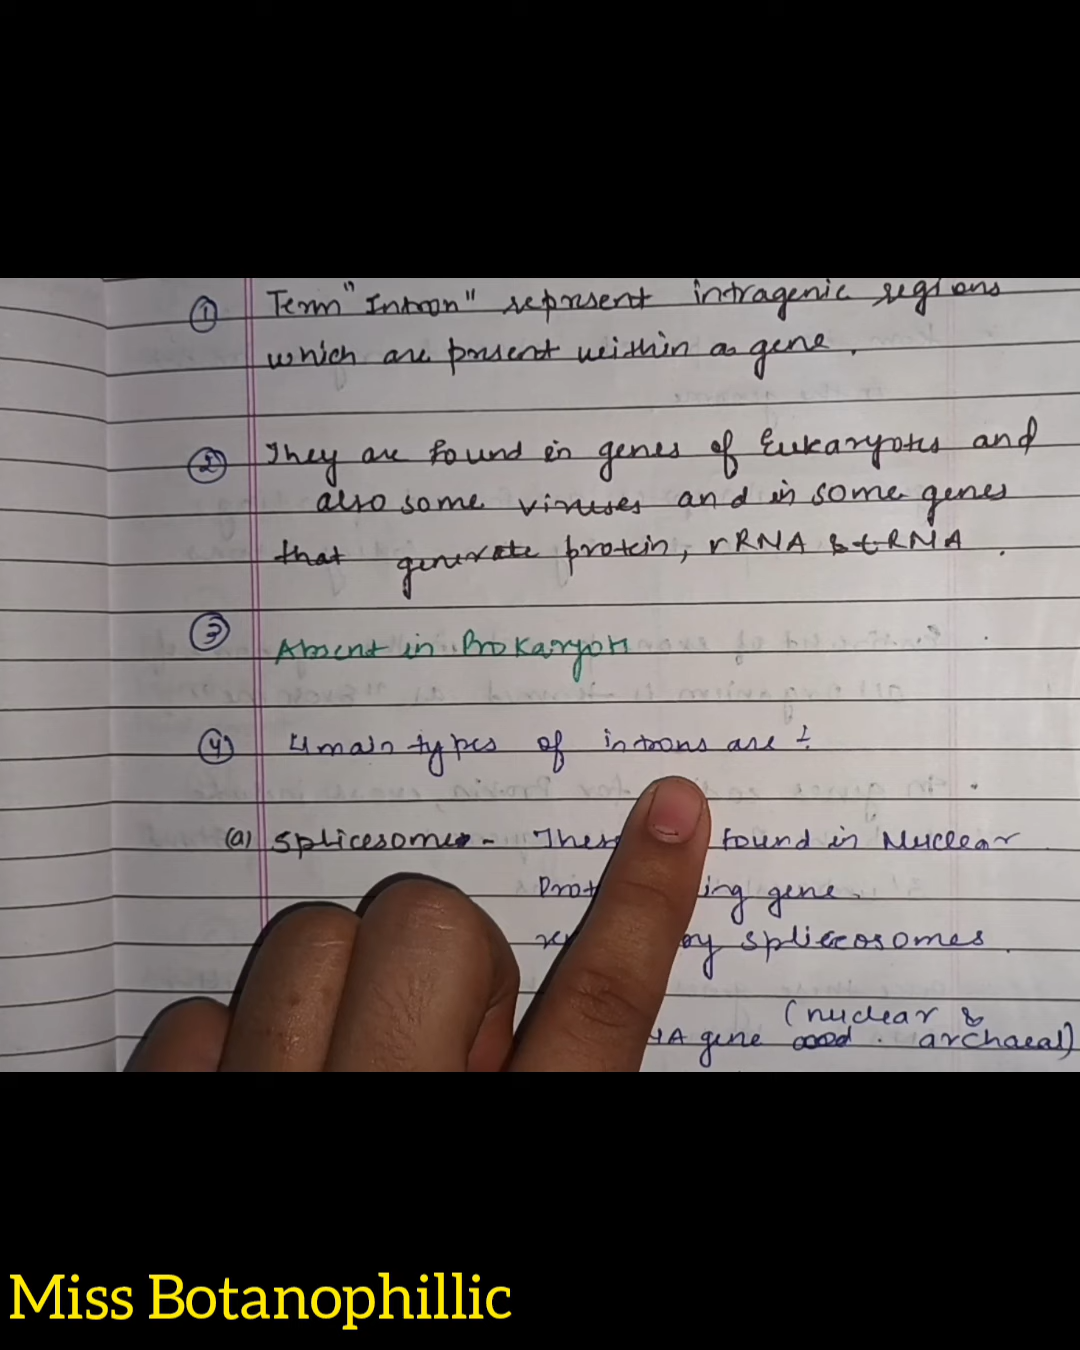 ① Term "Intron" represent intragenic regions
which are present within a gene.
② They are found in genes of Eukaryotes and
also some viruses and in some genes
that generate protein, rRNA & tRNA.
③ Absent in Prokaryote
④ 4 main types of introns are :
(a) Splicesome - These found in Nuclear
Prot ing gene.
by spliceosomes.
(nuclear &
gene archaeal)
Miss Botanophillic